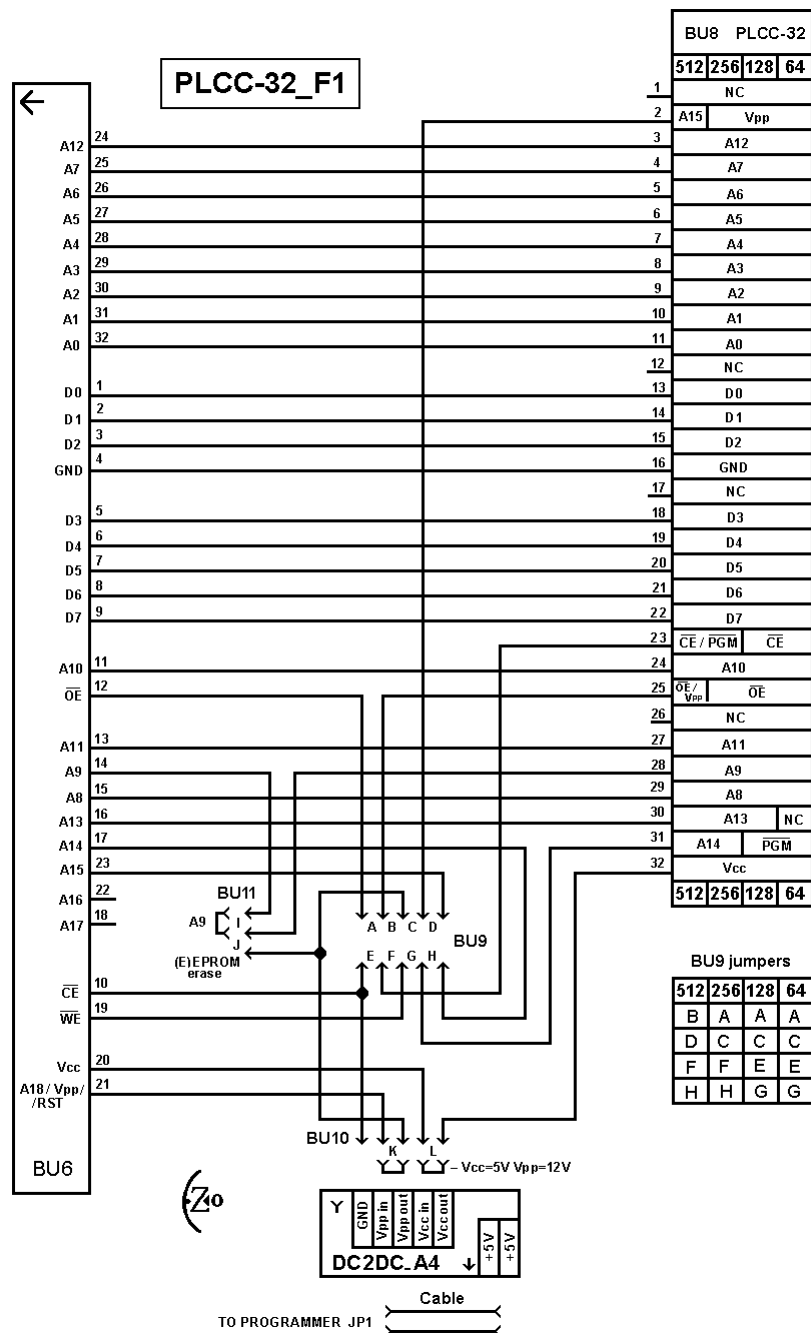 PLCC-32_F1
BU8 PLCC-32
512 256 128 64
1 NC
2 A15 Vpp
A12 24 3 A12
A7 25 4 A7
A6 26 5 A6
A5 27 6 A5
A4 28 7 A4
A3 29 8 A3
A2 30 9 A2
A1 31 10 A1
A0 32 11 A0
12 NC
D0 1 13 D0
D1 2 14 D1
D2 3 15 D2
GND 4 16 GND
17 NC
D3 5 18 D3
D4 6 19 D4
D5 7 20 D5
D6 8 21 D6
D7 9 22 D7
23 CE / PGM CE
A10 11 24 A10
OE 12 25 OE / Vpp OE
26 NC
A11 13 27 A11
A9 14 28 A9
A8 15 29 A8
A13 16 30 A13 NC
A14 17 31 A14 PGM
A15 23 32 Vcc
512 256 128 64
A16 22
A17 18
BU11
A9 I
J
(E)EPROM
erase
A B C D
BU9
E F G H
CE 10
WE 19
Vcc 20
A18/ Vpp/
/RST
21
BU10
K L
– Vcc=5V Vpp=12V
BU6
BU9 jumpers
512 256 128 64
B A A A
D C C C
F F E E
H H G G
Zo
Y GND Vpp in Vpp out Vcc in Vcc out
+5V +5V
DC2DC_A4
Cable
TO PROGRAMMER JP1